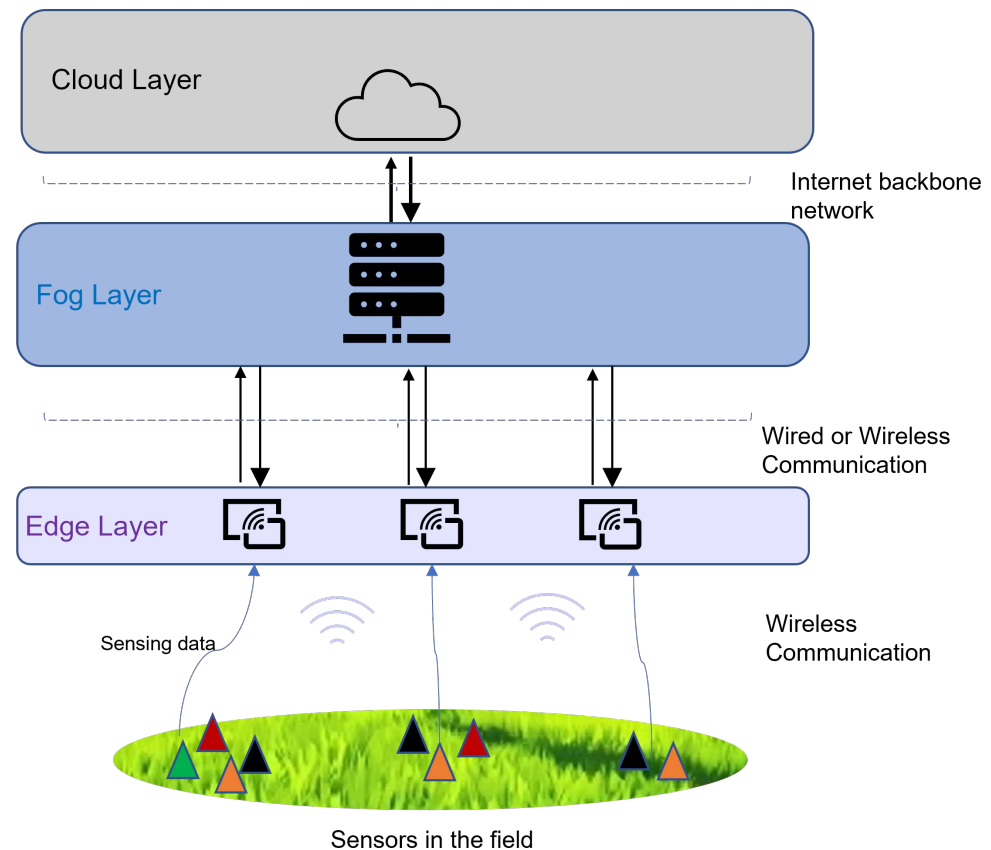 Cloud Layer
Internet backbone
network
Fog Layer
Wired or Wireless
Communication
Edge Layer
Sensing data
Wireless
Communication
Sensors in the field